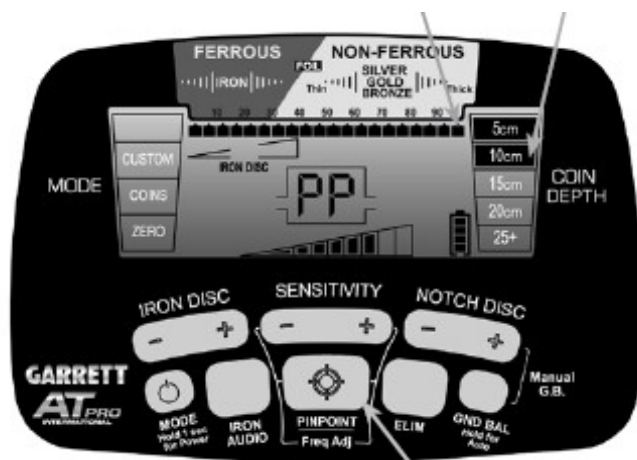 FERROUS
NON-FERROUS
IRON
FOIL
Thin
SILVER
GOLD
BRONZE
Thick
10 20 30 40 50 60 70 80 90
MODE
CUSTOM
COINS
ZERO
IRON DISC
PP
5cm
10cm
15cm
20cm
25+
COIN
DEPTH
IRON DISC
- +
SENSITIVITY
- +
NOTCH DISC
- +
Manual
G.B.
GARRETT
AT PRO
INTERNATIONAL
MODE
Hold 1 sec
for Power
IRON
AUDIO
PINPOINT
Freq Adj
ELIM
GND BAL
Hold for
Auto